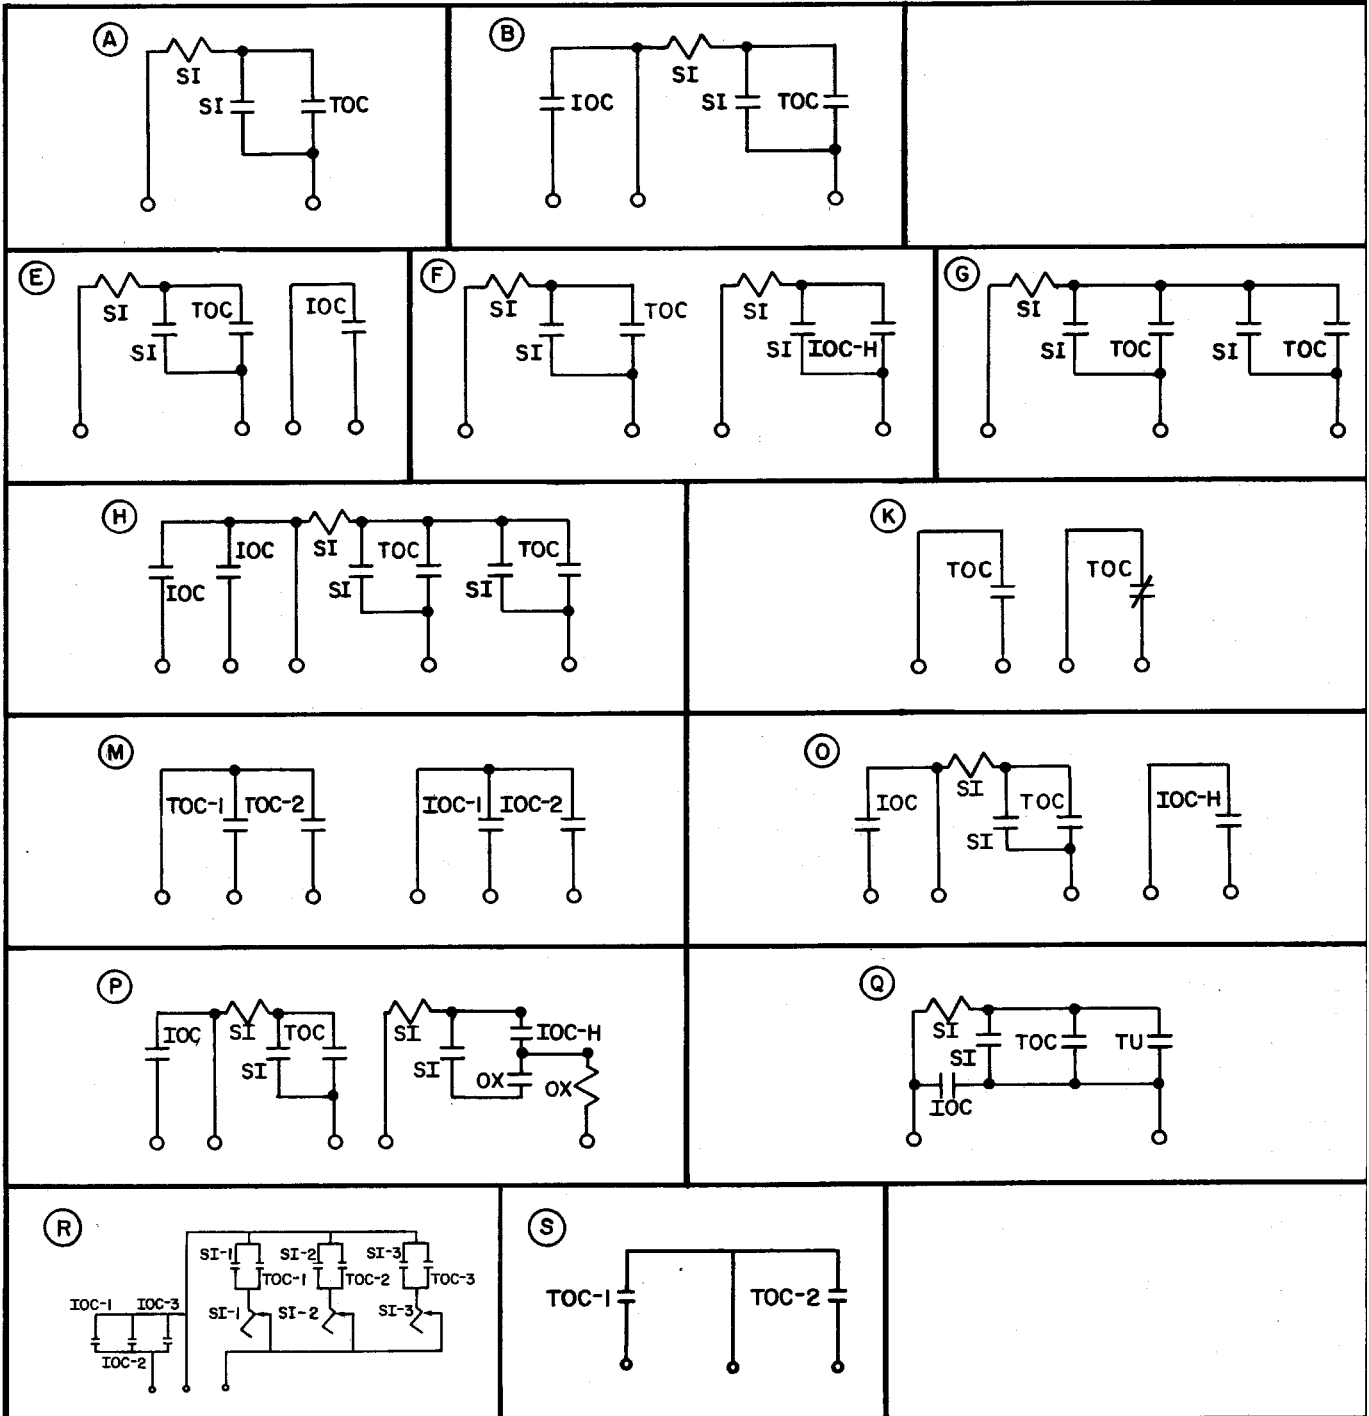 A
SI
SI
TOC
B
IOC
SI
SI
TOC
E
SI
SI
TOC
IOC
F
SI
SI
TOC
SI
SI
IOC-H
G
SI
SI
TOC
SI
TOC
H
IOC
IOC
SI
SI
TOC
SI
TOC
K
TOC
TOC
M
TOC-1
TOC-2
IOC-1
IOC-2
O
IOC
SI
SI
TOC
IOC-H
P
IOC
SI
SI
TOC
SI
SI
IOC-H
OX
OX
Q
SI
SI
TOC
TU
IOC
R
IOC-1
IOC-3
IOC-2
SI-1
TOC-1
SI-2
TOC-2
SI-3
TOC-3
SI-1
SI-2
SI-3
S
TOC-1
TOC-2